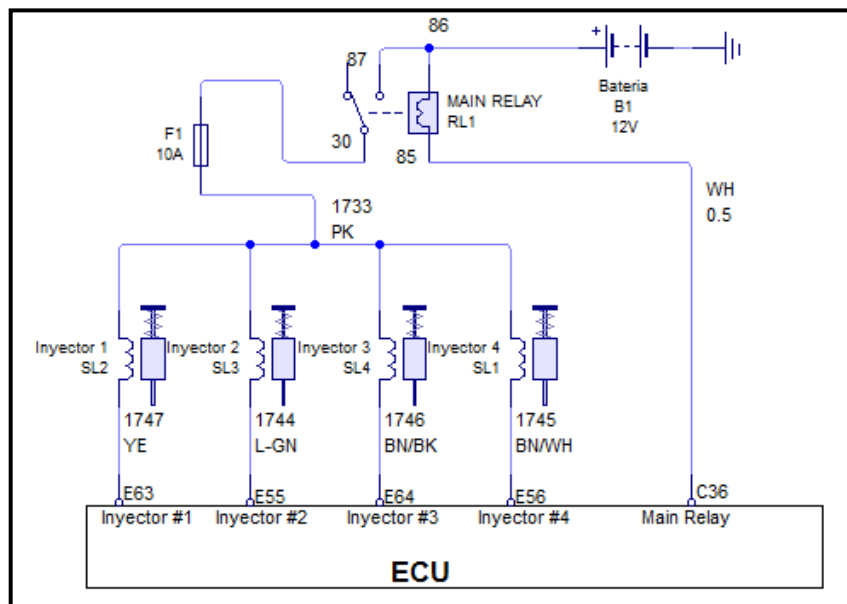 86
87
+
MAIN RELAY
RL1
Bateria
B1
12V
F1
10A
30
85
WH
0.5
1733
PK
Inyector 1
SL2
Inyector 2
SL3
Inyector 3
SL4
Inyector 4
SL1
1747
YE
1744
L-GN
1746
BN/BK
1745
BN/WH
E63
E55
E64
E56
C36
Inyector #1
Inyector #2
Inyector #3
Inyector #4
Main Relay
ECU